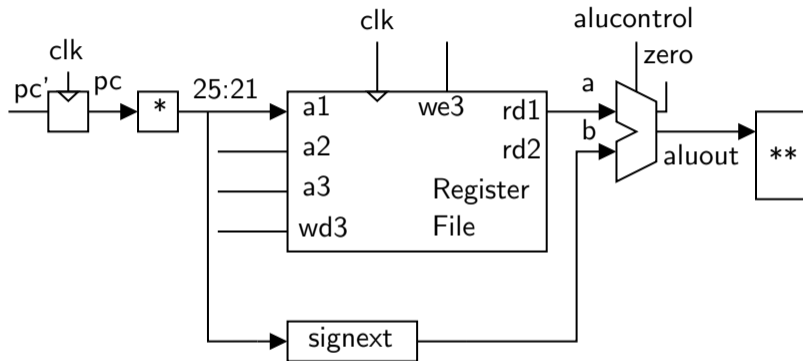 alucontrol
clk
clk
zero
pc'
pc
*
25:21
a1
we3
rd1
a
a2
rd2
b
a3
Register
wd3
File
aluout
**
signext